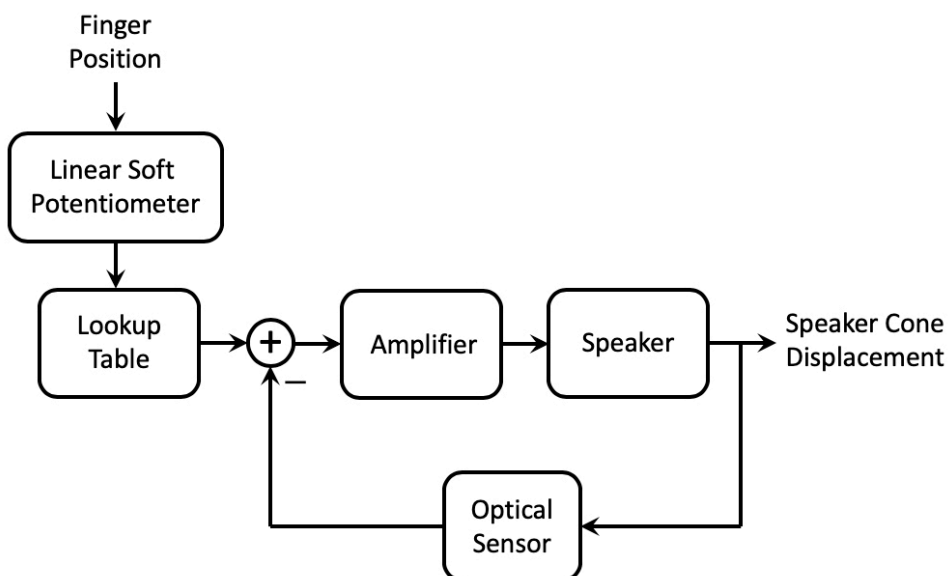 Finger
Position
Linear Soft
Potentiometer
Lookup
Table
+
−
Amplifier
Speaker
Speaker Cone
Displacement
Optical
Sensor